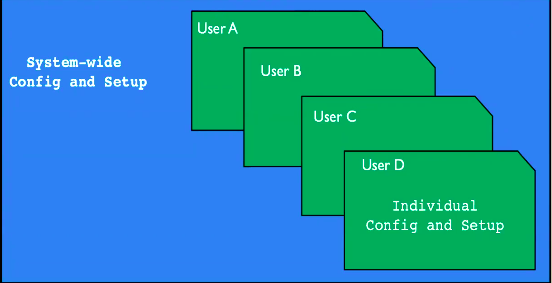 System-wide
Config and Setup
User A
User B
User C
User D
Individual
Config and Setup